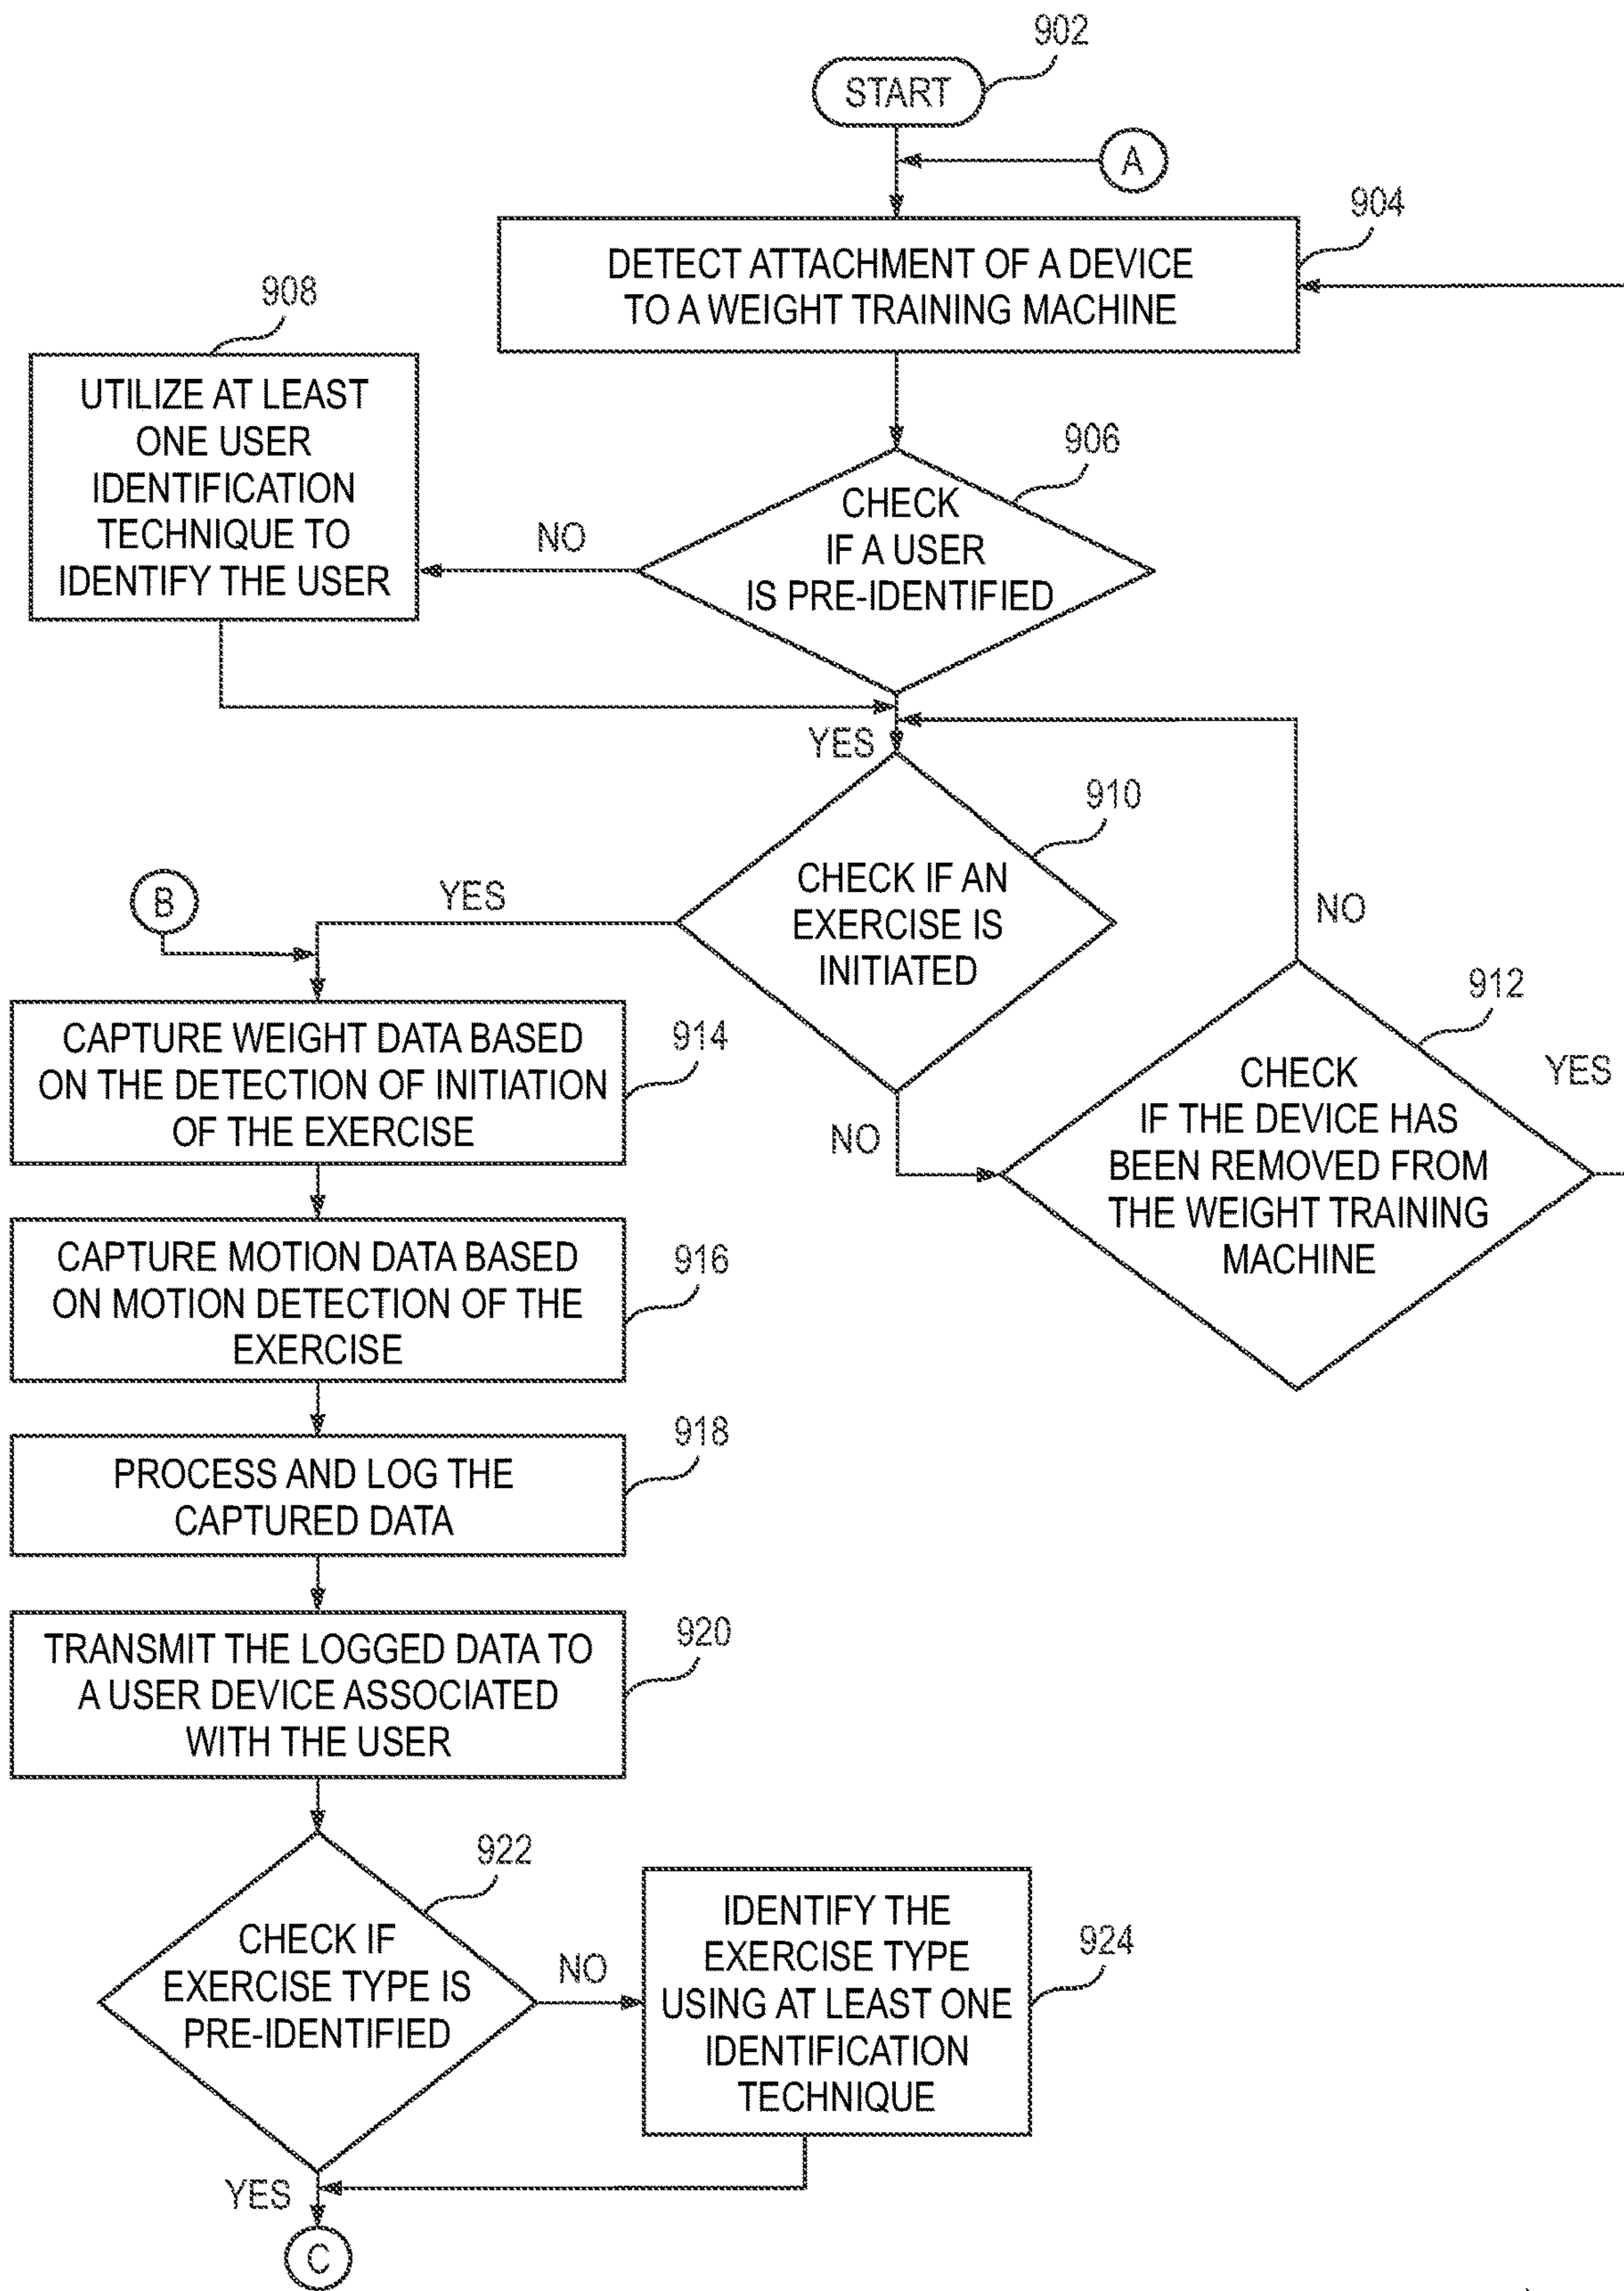 902
START
A
904
DETECT ATTACHMENT OF A DEVICE
TO A WEIGHT TRAINING MACHINE
908
UTILIZE AT LEAST
ONE USER
IDENTIFICATION
TECHNIQUE TO
IDENTIFY THE USER
906
CHECK
IF A USER
IS PRE-IDENTIFIED
NO
YES
910
CHECK IF AN
EXERCISE IS
INITIATED
YES
B
NO
NO
912
CHECK
IF THE DEVICE HAS
BEEN REMOVED FROM
THE WEIGHT TRAINING
MACHINE
YES
CAPTURE WEIGHT DATA BASED
ON THE DETECTION OF INITIATION
OF THE EXERCISE
914
CAPTURE MOTION DATA BASED
ON MOTION DETECTION OF THE
EXERCISE
916
PROCESS AND LOG THE
CAPTURED DATA
918
TRANSMIT THE LOGGED DATA TO
A USER DEVICE ASSOCIATED
WITH THE USER
920
922
CHECK IF
EXERCISE TYPE IS
PRE-IDENTIFIED
NO
IDENTIFY THE
EXERCISE TYPE
USING AT LEAST ONE
IDENTIFICATION
TECHNIQUE
924
YES
C